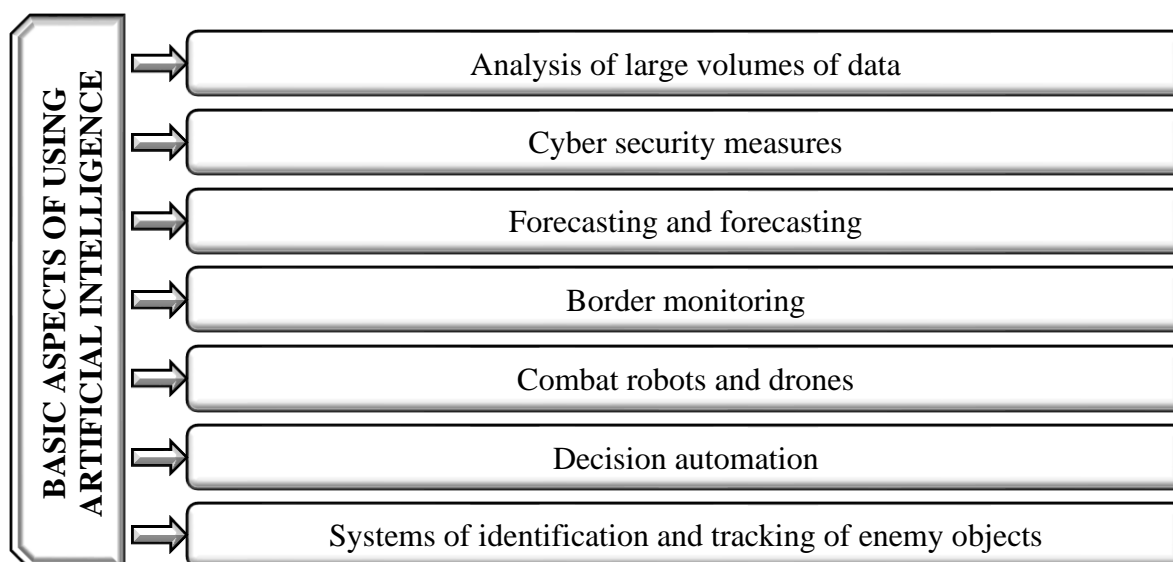 BASIC ASPECTS OF USING
ARTIFICIAL INTELLIGENCE
Analysis of large volumes of data
Cyber security measures
Forecasting and forecasting
Border monitoring
Combat robots and drones
Decision automation
Systems of identification and tracking of enemy objects